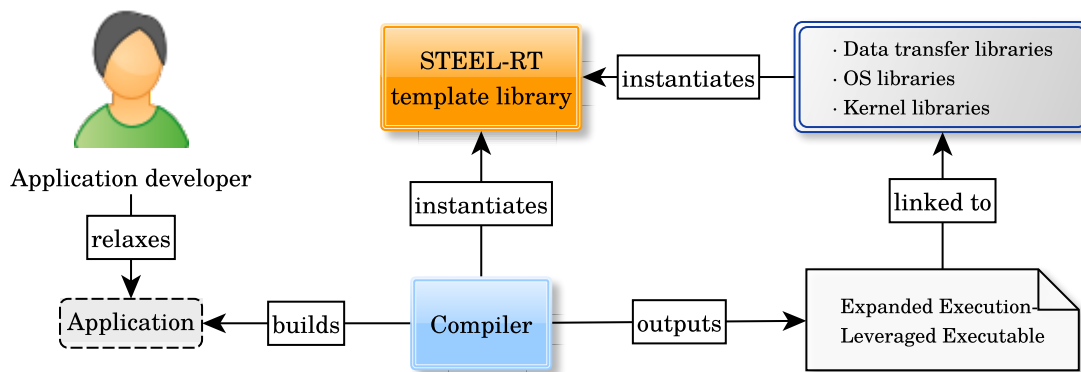 STEEL-RT
template library
instantiates
· Data transfer libraries
· OS libraries
· Kernel libraries
Application developer
instantiates
linked to
relaxes
Application
builds
Compiler
outputs
Expanded Execution-
Leveraged Executable